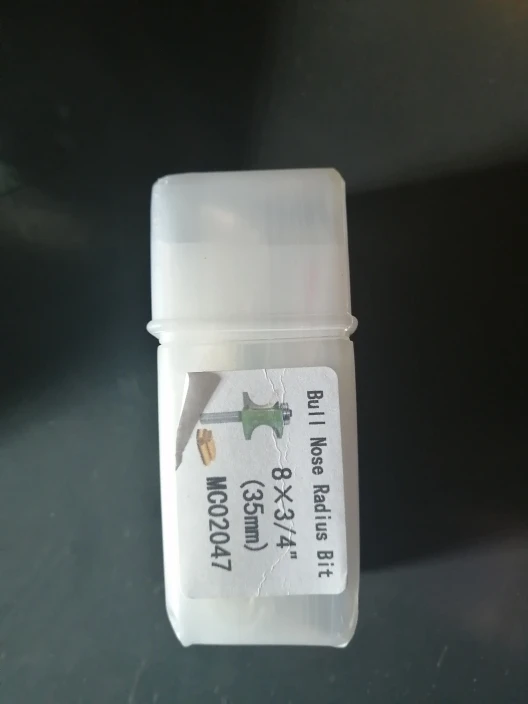 Bull Nose Radius Bit
8×3/4"
(35mm)
MC02047